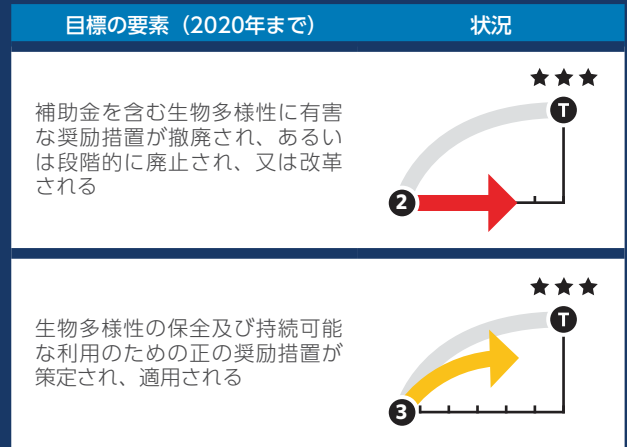 目標の要素（2020年まで）
状況
補助金を含む生物多様性に有害
な奨励措置が撤廃され、あるい
は段階的に廃止され、又は改革
される
★★★
T
2
生物多様性の保全及び持続可能
な利用のための正の奨励措置が
策定され、適用される
★★★
T
3